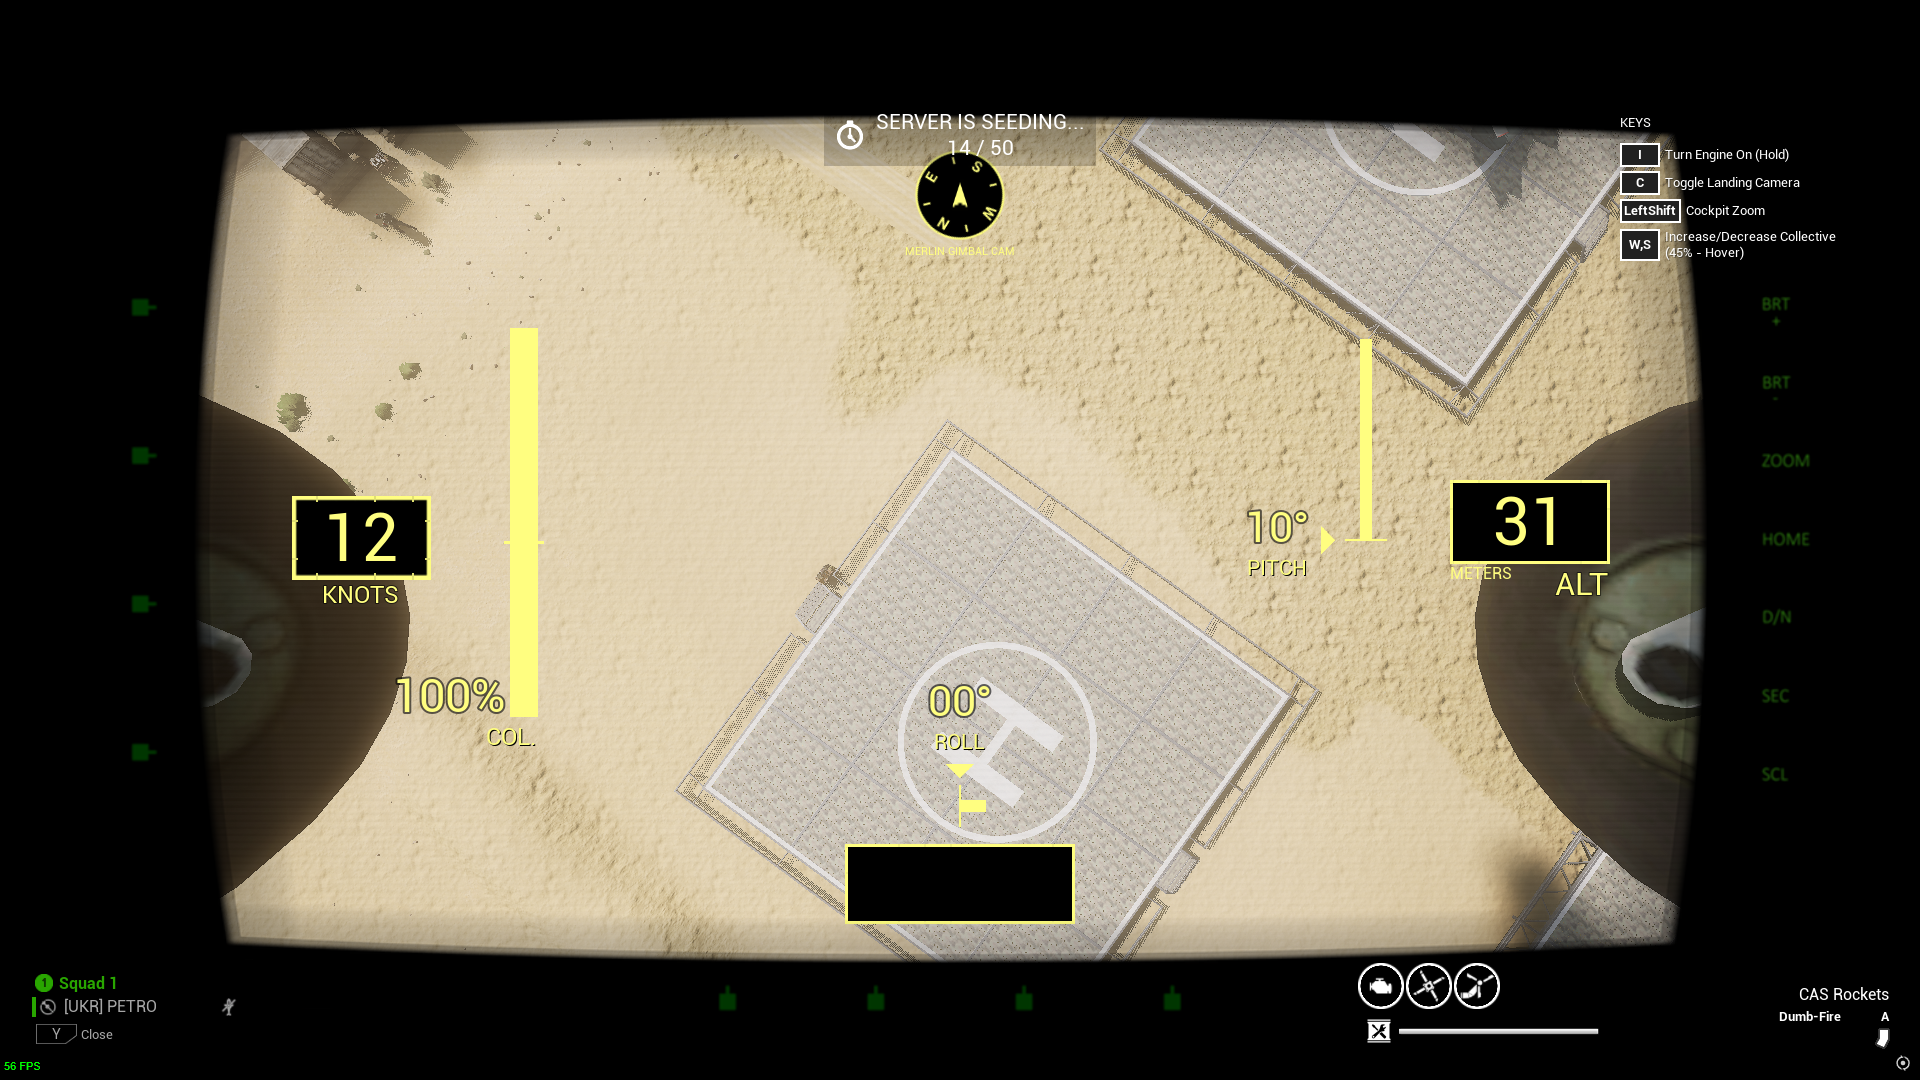 SERVER IS SEEDING...
14 / 50
E S
N W
MERLIN GIMBAL CAM
KEYS
I Turn Engine On (Hold)
C Toggle Landing Camera
LeftShift Cockpit Zoom
W,S Increase/Decrease Collective
(45% - Hover)
BRT
+
BRT
-
ZOOM
HOME
D/N
SEC
SCL
12
KNOTS
100%
COL.
10°
PITCH
31
METERS
ALT
00°
ROLL
H
1 Squad 1
[UKR] PETRO
Y Close
56 FPS
CAS Rockets
Dumb-Fire A